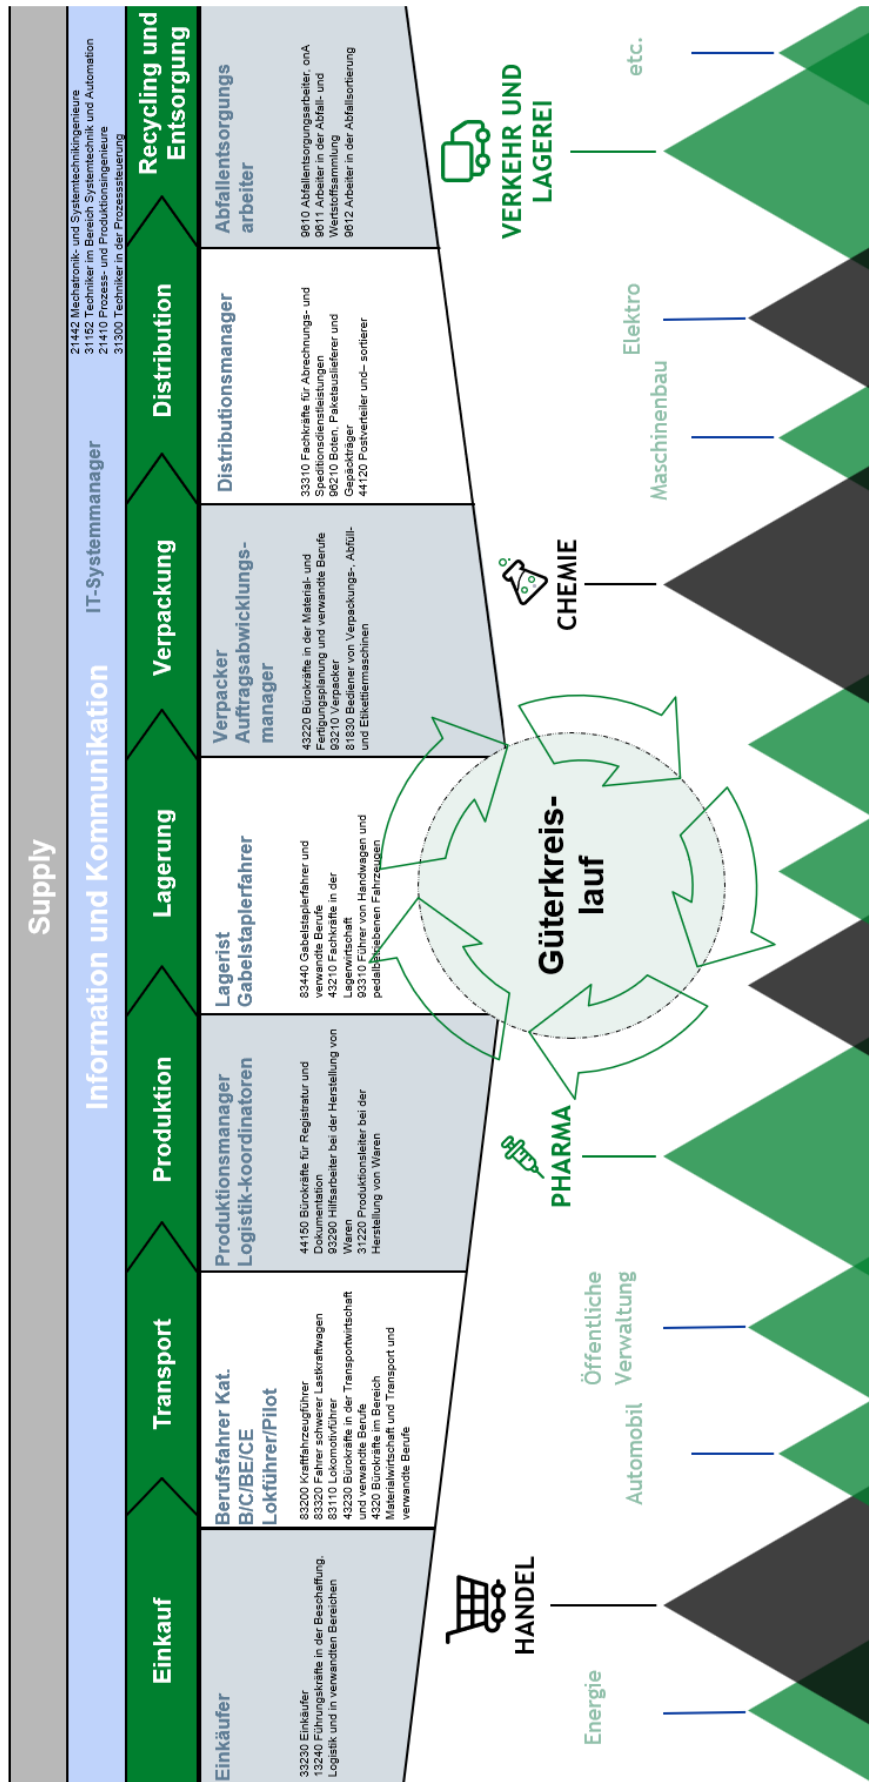 Supply
Information und Kommunikation
IT-Systemmanager
21442 Mechatronik- und Systemtechnikingenieure
31152 Techniker im Bereich Systemtechnik und Automation
21410 Prozess- und Produktionsingenieure
31300 Techniker in der Prozesssteuerung
Einkauf
Transport
Produktion
Lagerung
Verpackung
Distribution
Recycling und
Entsorgung
Einkäufer
33230 Einkäufer
13240 Führungskräfte in der Beschaffung,
Logistik und in verwandten Bereichen
Berufsfahrer Kat.
B/C/BE/CE
Lokführer/Pilot
83200 Kraftfahrzeugführer
83320 Fahrer schwerer Lastkraftwagen
83110 Lokomotivführer
43230 Bürokräfte in der Transportwirtschaft
und verwandte Berufe
4320 Bürokräfte im Bereich
Materialwirtschaft und Transport und
verwandte Berufe
Produktionsmanager
Logistik-koordinatoren
44150 Bürokräfte für Registratur und
Dokumentation
93290 Hilfsarbeiter bei der Herstellung von
Waren
31220 Produktionsleiter bei der
Herstellung von Waren
Lagerist
Gabelstaplerfahrer
83440 Gabelstaplerfahrer und
verwandte Berufe
43210 Fachkräfte in der
Lagerwirtschaft
93310 Führer von Handwagen und
pedalbetriebenen Fahrzeugen
Verpacker
Auftragsabwicklungs-
manager
43220 Bürokräfte in der Material- und
Fertigungsplanung und verwandte Berufe
93210 Verpacker
81830 Bediener von Verpackungs-, Abfüll-
und Etikettiermaschinen
Distributionsmanager
33310 Fachkräfte für Abrechnungs- und
Speditionsdienstleistungen
96210 Boten, Paketauslieferer und
Gepäckträger
44120 Postverteiler und– sortierer
Abfallentsorgungs
arbeiter
9610 Abfallentsorgungsarbeiter, onA
9611 Arbeiter in der Abfall- und
Wertstoffsammlung
9612 Arbeiter in der Abfallsortierung
Güterkreis-
lauf
Energie
HANDEL
Automobil
Öffentliche
Verwaltung
PHARMA
CHEMIE
Maschinenbau
Elektro
VERKEHR UND
LAGEREI
etc.